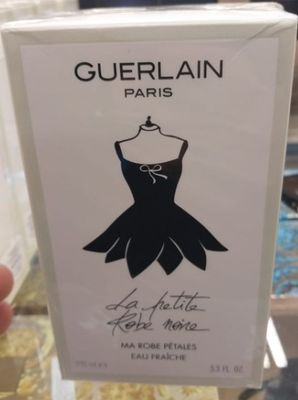 GUERLAIN
PARIS
La petite
Robe noire
MA ROBE PÉTALES
EAU FRAÎCHE
3.3 FL. OZ